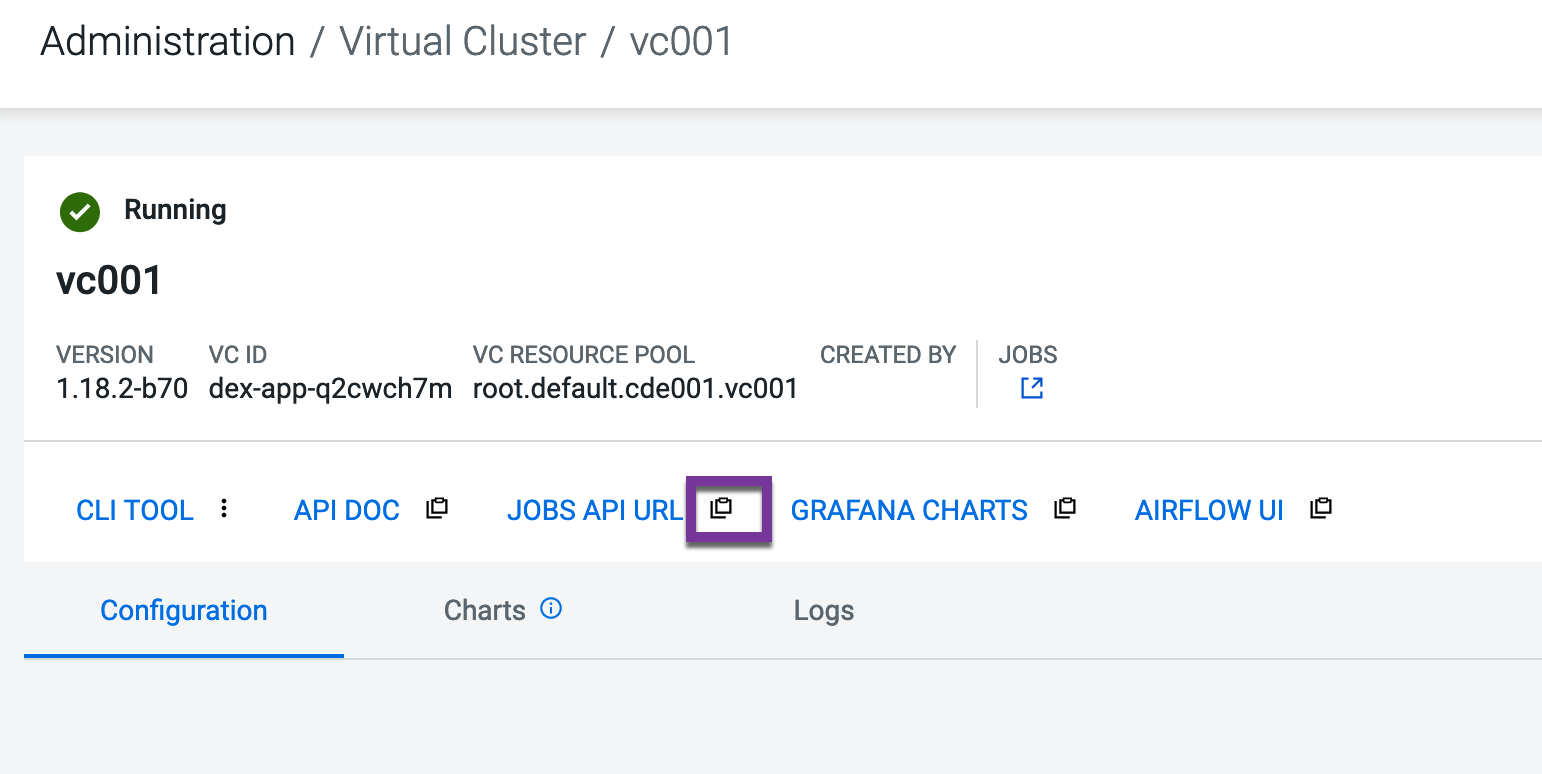 Administration / Virtual Cluster / vc001
Running
vc001
VERSION VC ID VC RESOURCE POOL CREATED BY JOBS
1.18.2-b70 dex-app-q2cwch7m root.default.cde001.vc001
CLI TOOL API DOC JOBS API URL GRAFANA CHARTS AIRFLOW UI
Configuration Charts Logs